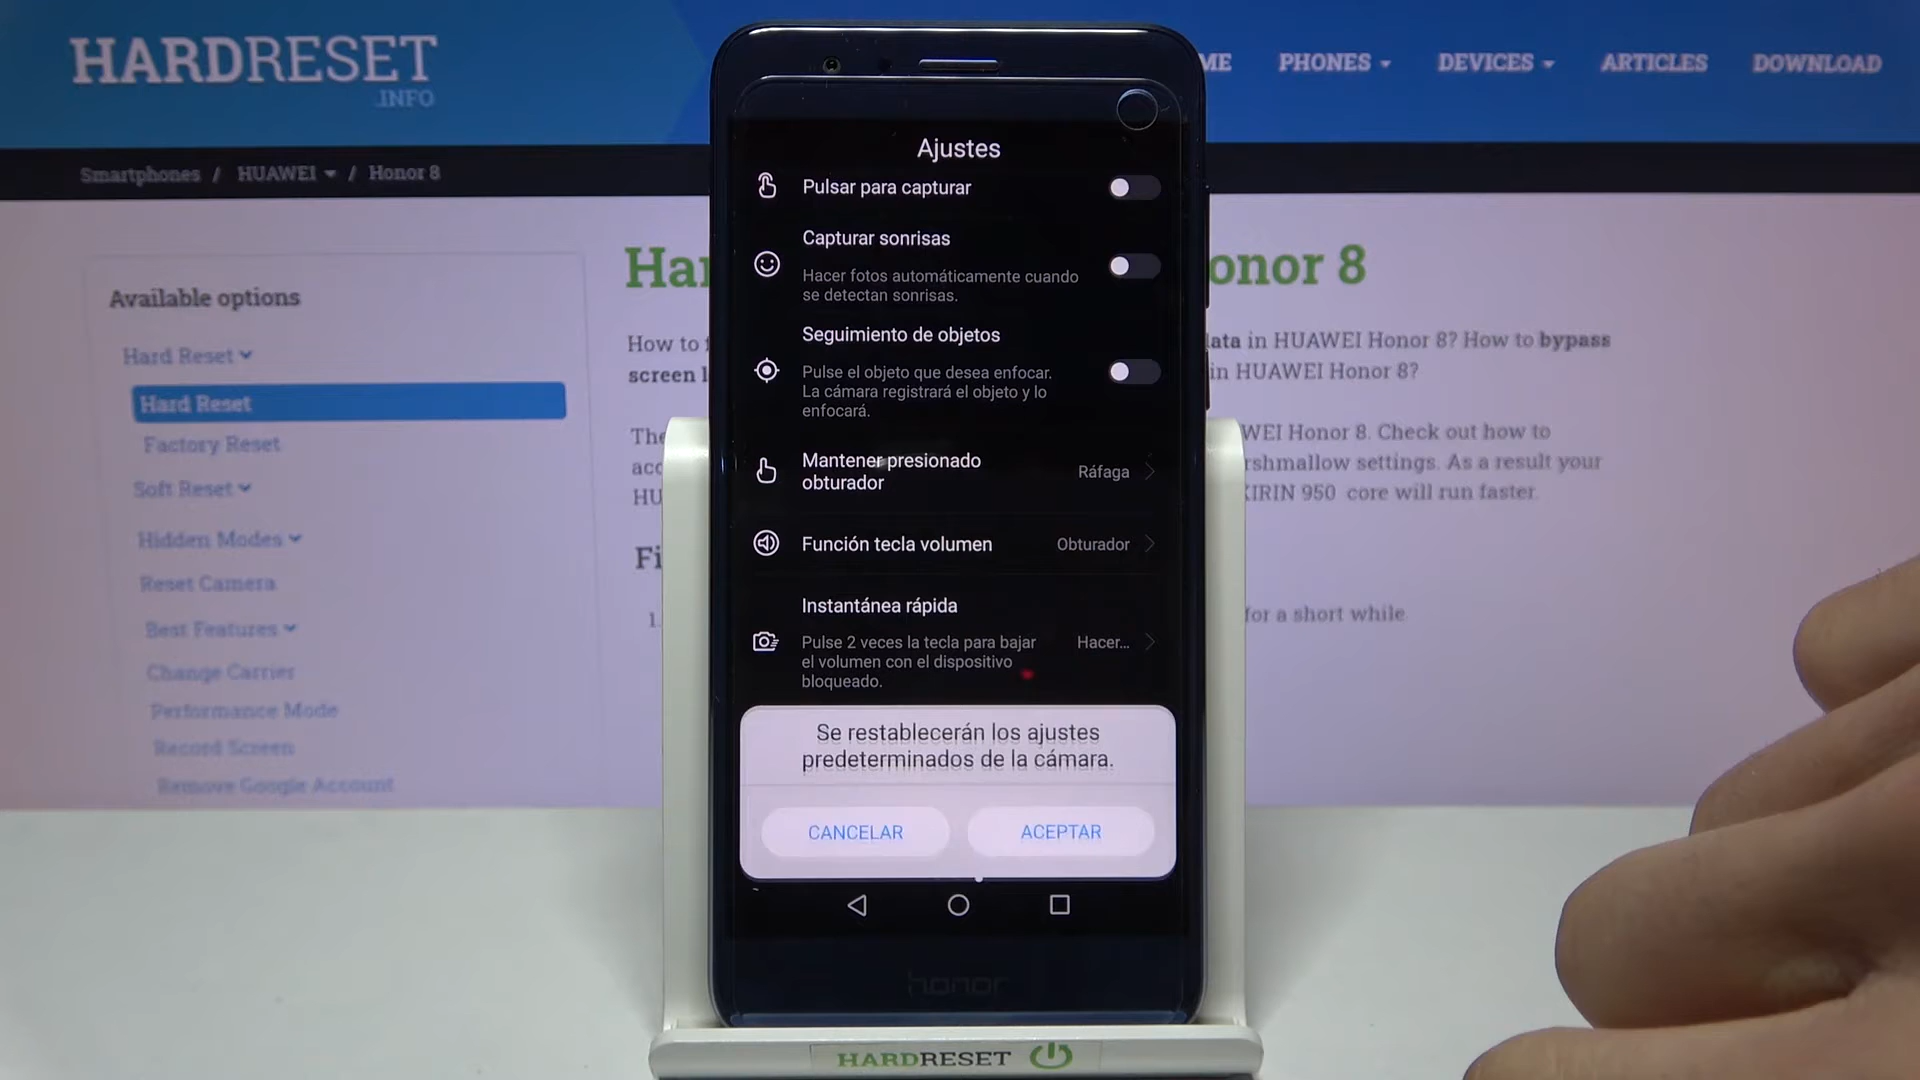 HARDRESET
.INFO
ME
PHONES
DEVICES
ARTICLES
DOWNLOAD
Smartphones / HUAWEI / Honor 8
Available options
Hard Reset
Hard Reset
Factory Reset
Soft Reset
Hidden Modes
Reset Camera
Best Features
Change Carrier
Performance Mode
Record Screen
Remove Google Account
Ha
onor 8
How to
data in HUAWEI Honor 8? How to bypass
screen l
in HUAWEI Honor 8?
The
WEI Honor 8. Check out how to
acc
rshmallow settings. As a result your
HU
KIRIN 950 core will run faster.
Fi
1.
for a short while
Ajustes
Pulsar para capturar
Capturar sonrisas
Hacer fotos automáticamente cuando
se detectan sonrisas.
Seguimiento de objetos
Pulse el objeto que desea enfocar.
La cámara registrará el objeto y lo
enfocará.
Mantener presionado
obturador
Ráfaga
Función tecla volumen
Obturador
Instantánea rápida
Pulse 2 veces la tecla para bajar
el volumen con el dispositivo
bloqueado.
Hacer...
Se restablecerán los ajustes
predeterminados de la cámara.
CANCELAR
ACEPTAR
honor
HARDRESET